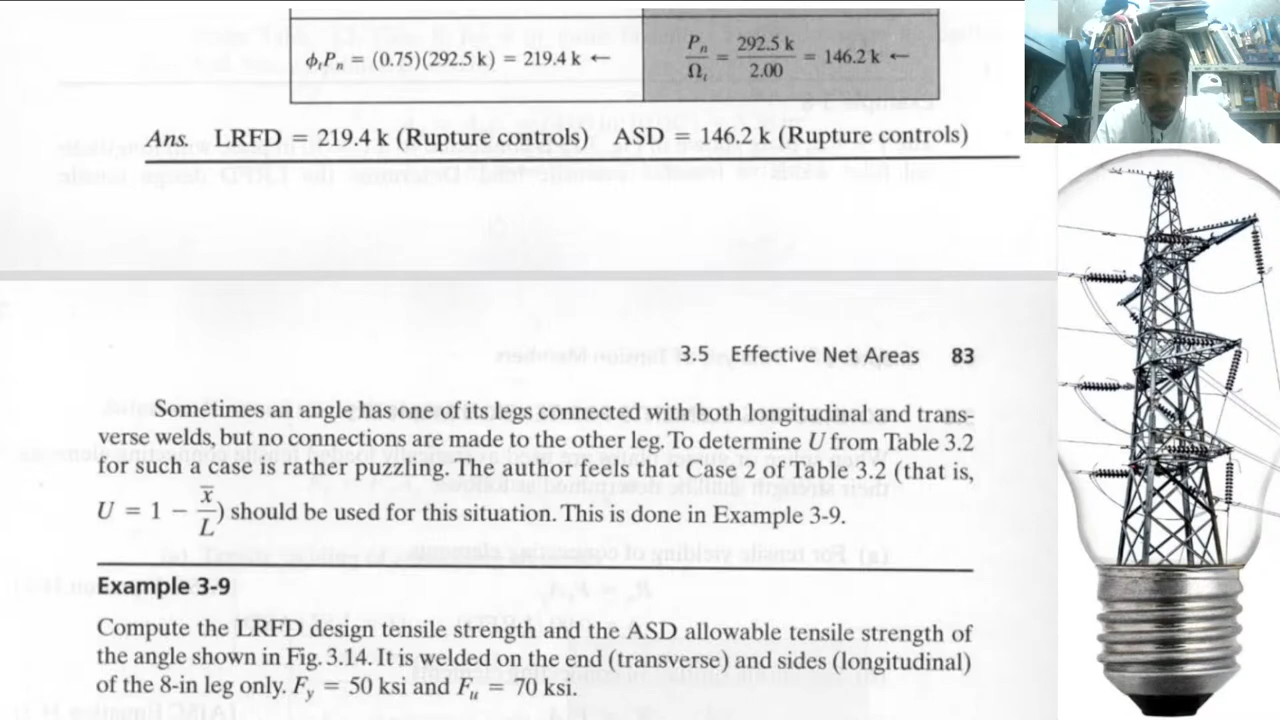 ϕₜPₙ = (0.75)(292.5 k) = 219.4 k ←
Pₙ/Ωₜ = 292.5 k/2.00 = 146.2 k ←
Ans. LRFD = 219.4 k (Rupture controls) ASD = 146.2 k (Rupture controls)
3.5 Effective Net Areas 83
Sometimes an angle has one of its legs connected with both longitudinal and trans-
verse welds, but no connections are made to the other leg. To determine U from Table 3.2
for such a case is rather puzzling. The author feels that Case 2 of Table 3.2 (that is,
U = 1 − x̄/L) should be used for this situation. This is done in Example 3-9.
Example 3-9
Compute the LRFD design tensile strength and the ASD allowable tensile strength of
the angle shown in Fig. 3.14. It is welded on the end (transverse) and sides (longitudinal)
of the 8-in leg only. Fᵧ = 50 ksi and Fᵤ = 70 ksi.